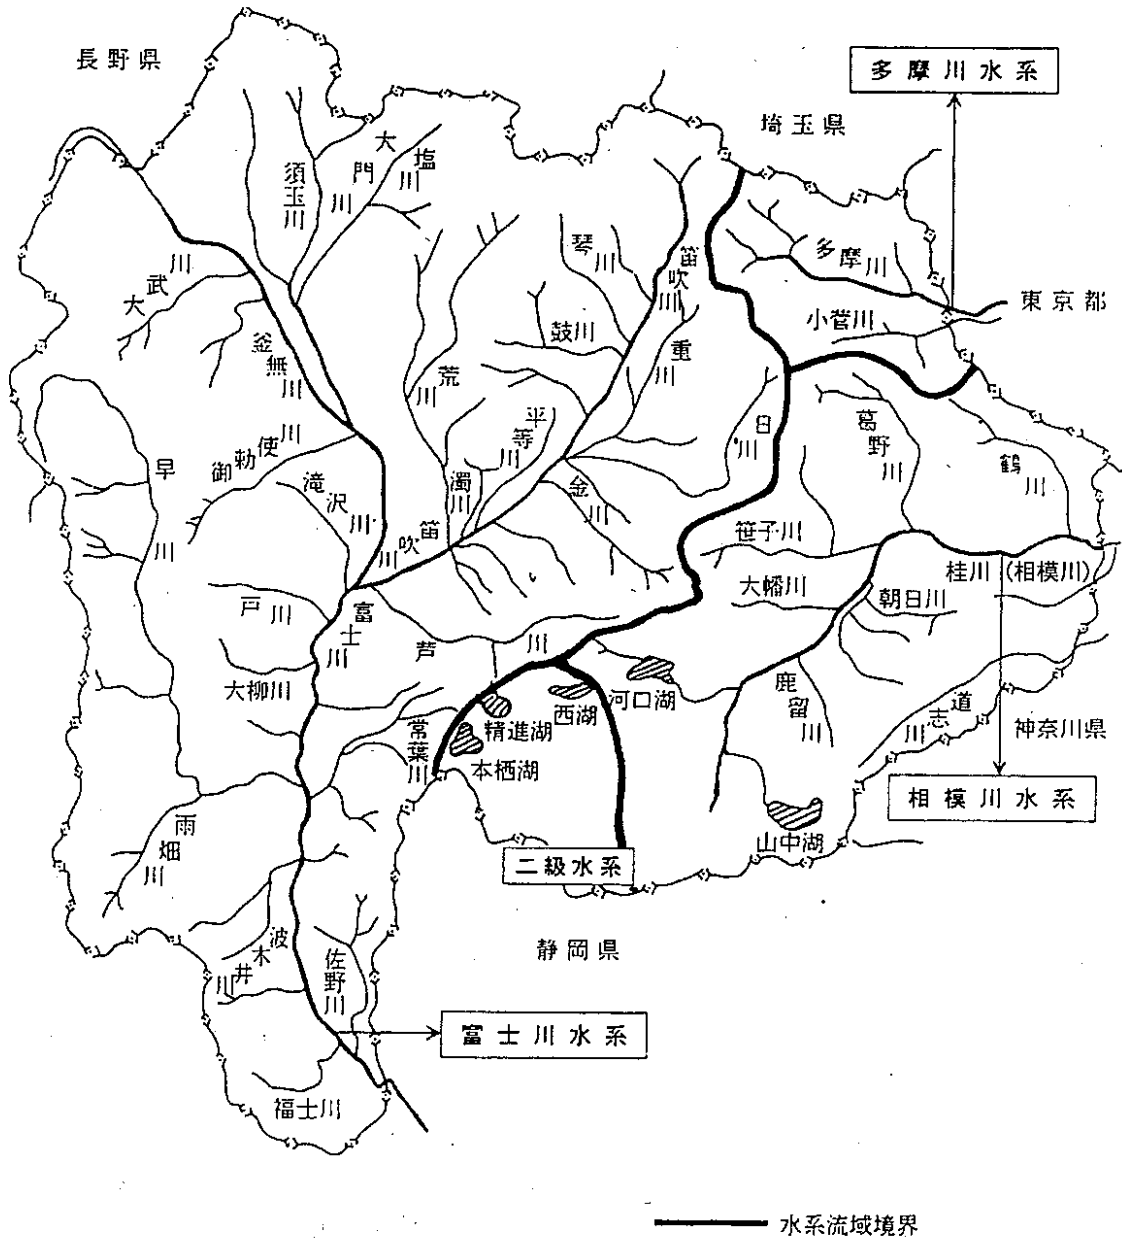 長野県
多摩川水系
埼玉県
大門川
塩川
須玉川
琴川
笛吹川
多摩川
東京都
大武川
小菅川
鼓川
重川
釜無川
荒川
平等川
日川
葛野川
鶴川
御勅使川
滝沢川
濁川
金川
早川
笛吹川
笹子川
桂川(相模川)
大幡川
朝日川
戸川
富士川
芦川
大柳川
河口湖
西湖
鹿留川
道志川
常葉川
精進湖
本栖湖
神奈川県
相模川水系
雨畑川
山中湖
二級水系
波木井川
佐野川
静岡県
富士川水系
福士川
水系流域境界